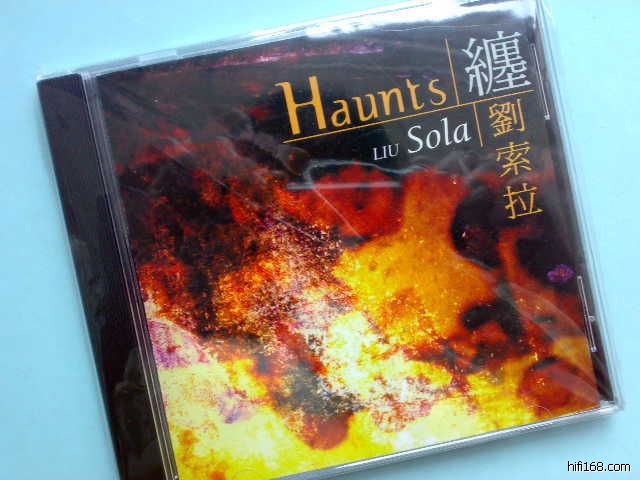 Haunts
纏
LIU Sola
劉索拉
hifi168.com